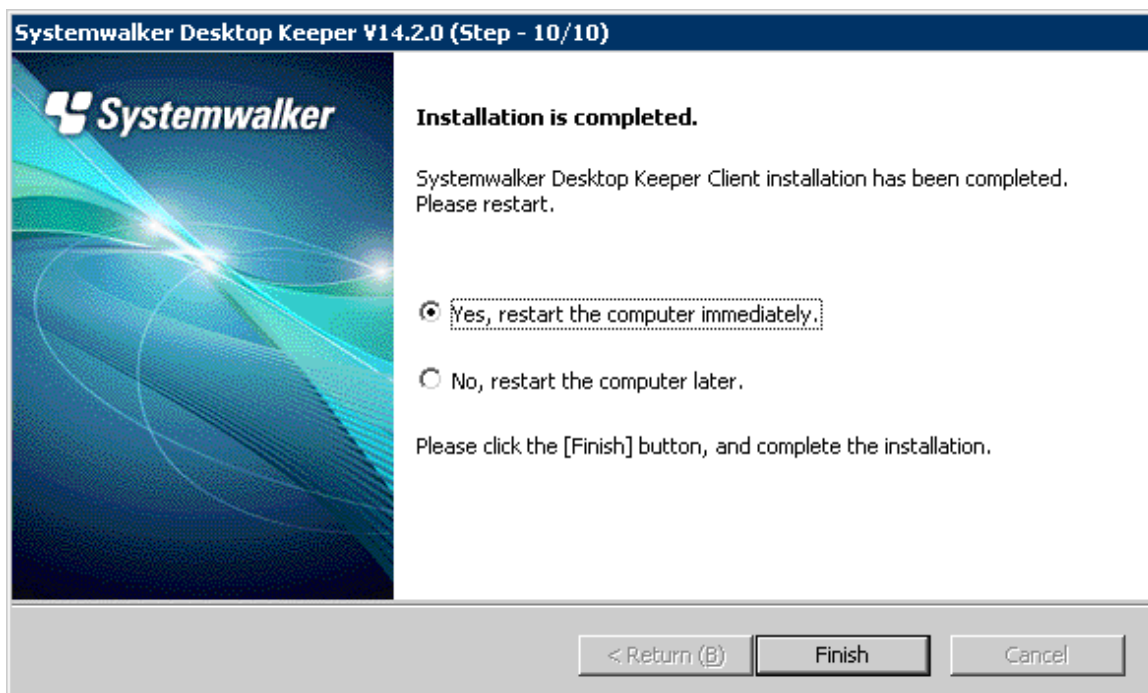 Systemwalker Desktop Keeper V14.2.0 (Step - 10/10)
Systemwalker
Installation is completed.
Systemwalker Desktop Keeper Client installation has been completed.
Please restart.
Yes, restart the computer immediately.
No, restart the computer later.
Please click the [Finish] button, and complete the installation.
< Return (B)
Finish
Cancel